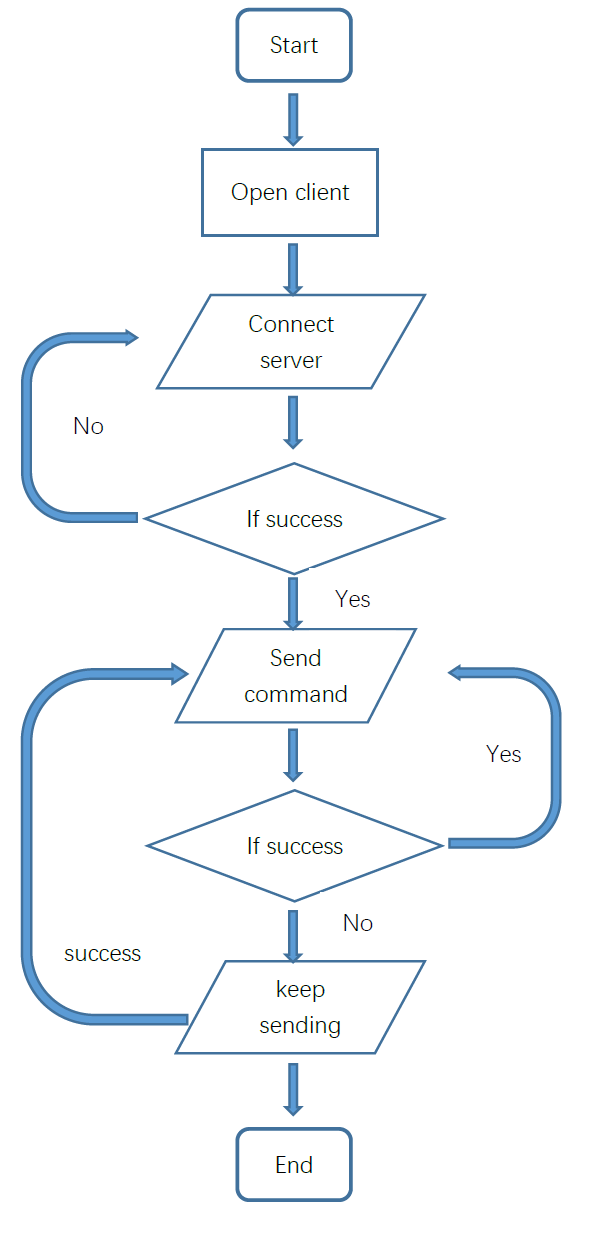 Start
Open client
Connect
server
No
If success
Yes
Send
command
Yes
If success
No
success
keep
sending
End